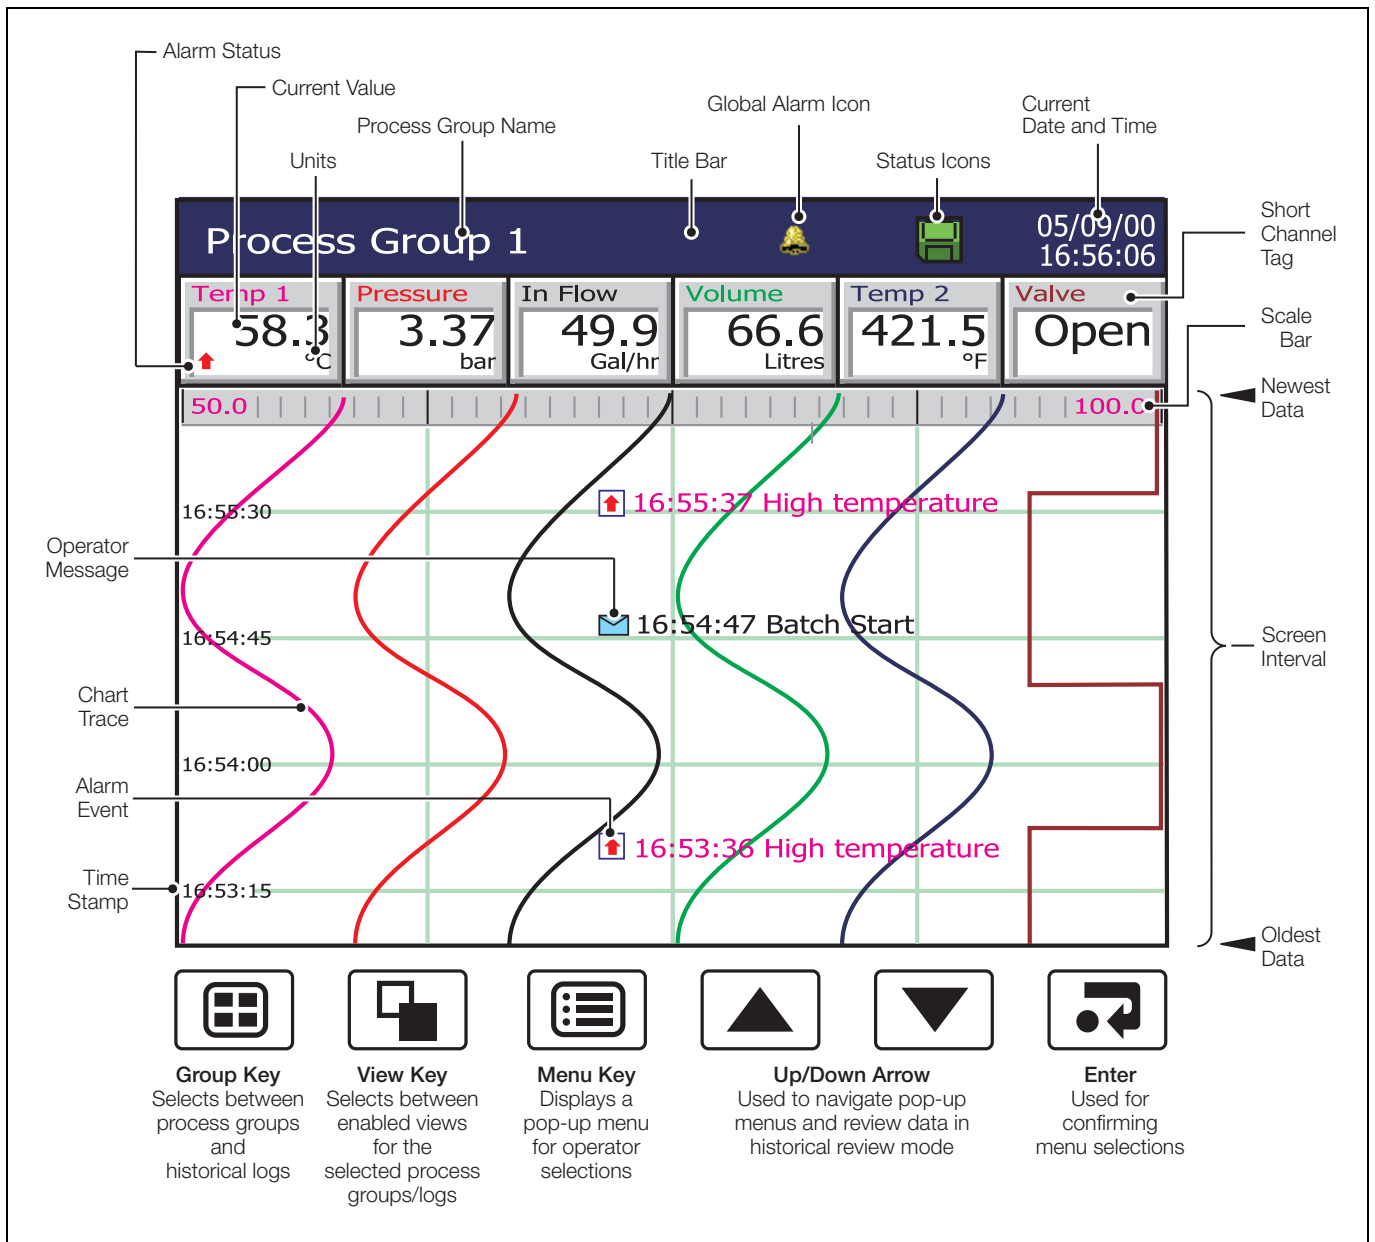 Alarm Status
Current Value
Process Group Name
Units
Title Bar
Global Alarm Icon
Status Icons
Current
Date and Time
Short
Channel
Tag
Process Group 1
05/09/00
16:56:06
Temp 1
58.3
°C
Pressure
3.37
bar
In Flow
49.9
Gal/hr
Volume
66.6
Litres
Temp 2
421.5
°F
Valve
Open
Scale
Bar
50.0
100.0
Newest
Data
16:55:37 High temperature
16:55:30
Operator
Message
16:54:47 Batch Start
16:54:45
Screen
Interval
Chart
Trace
16:54:00
Alarm
Event
16:53:36 High temperature
Time
Stamp
16:53:15
Oldest
Data
Group Key
Selects between
process groups
and
historical logs
View Key
Selects between
enabled views
for the
selected process
groups/logs
Menu Key
Displays a
pop-up menu
for operator
selections
Up/Down Arrow
Used to navigate pop-up
menus and review data in
historical review mode
Enter
Used for
confirming
menu selections